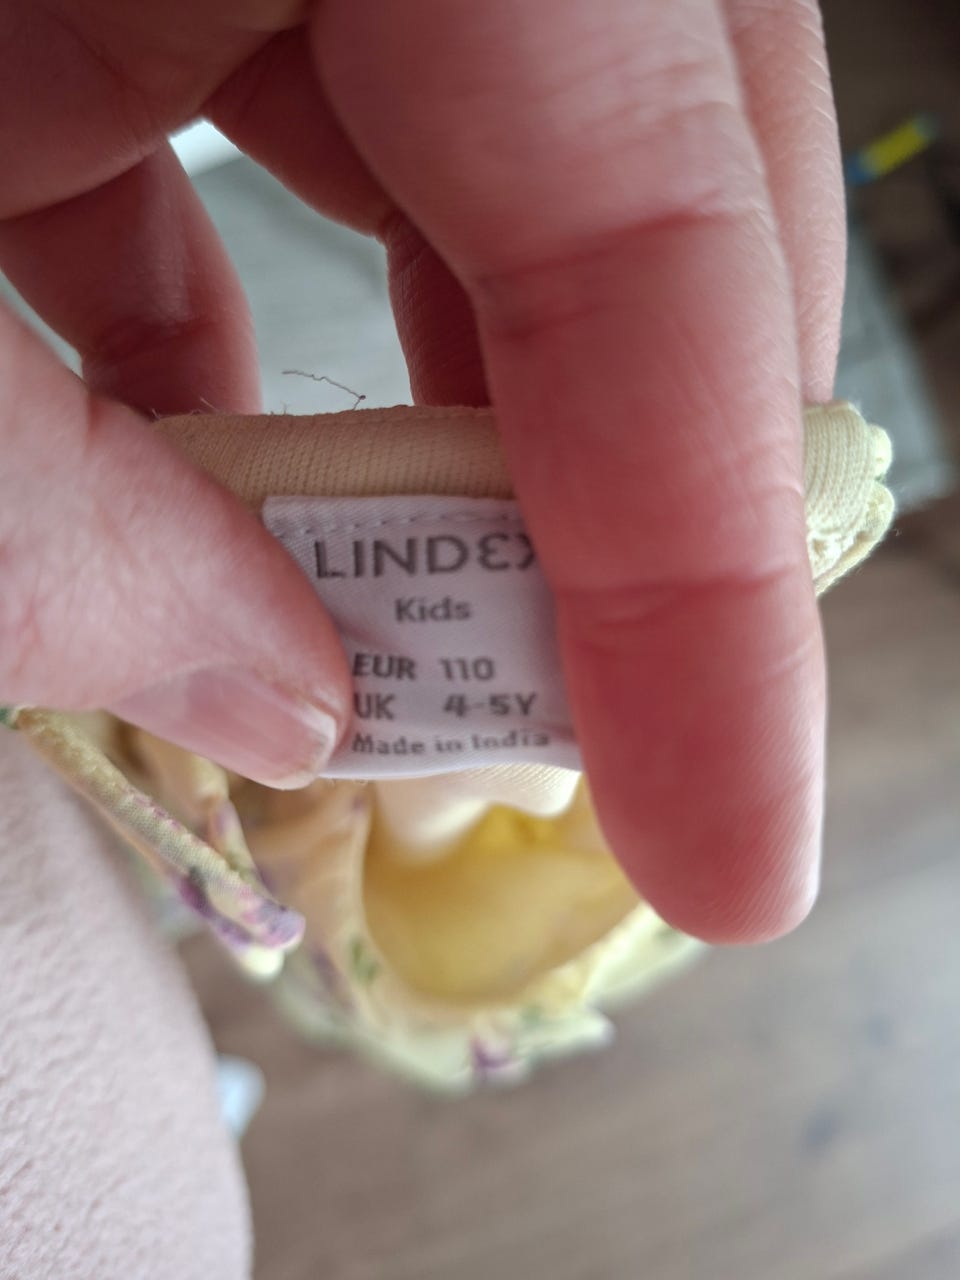 LINDEX
Kids
EUR 110
UK 4-5Y
Made in India